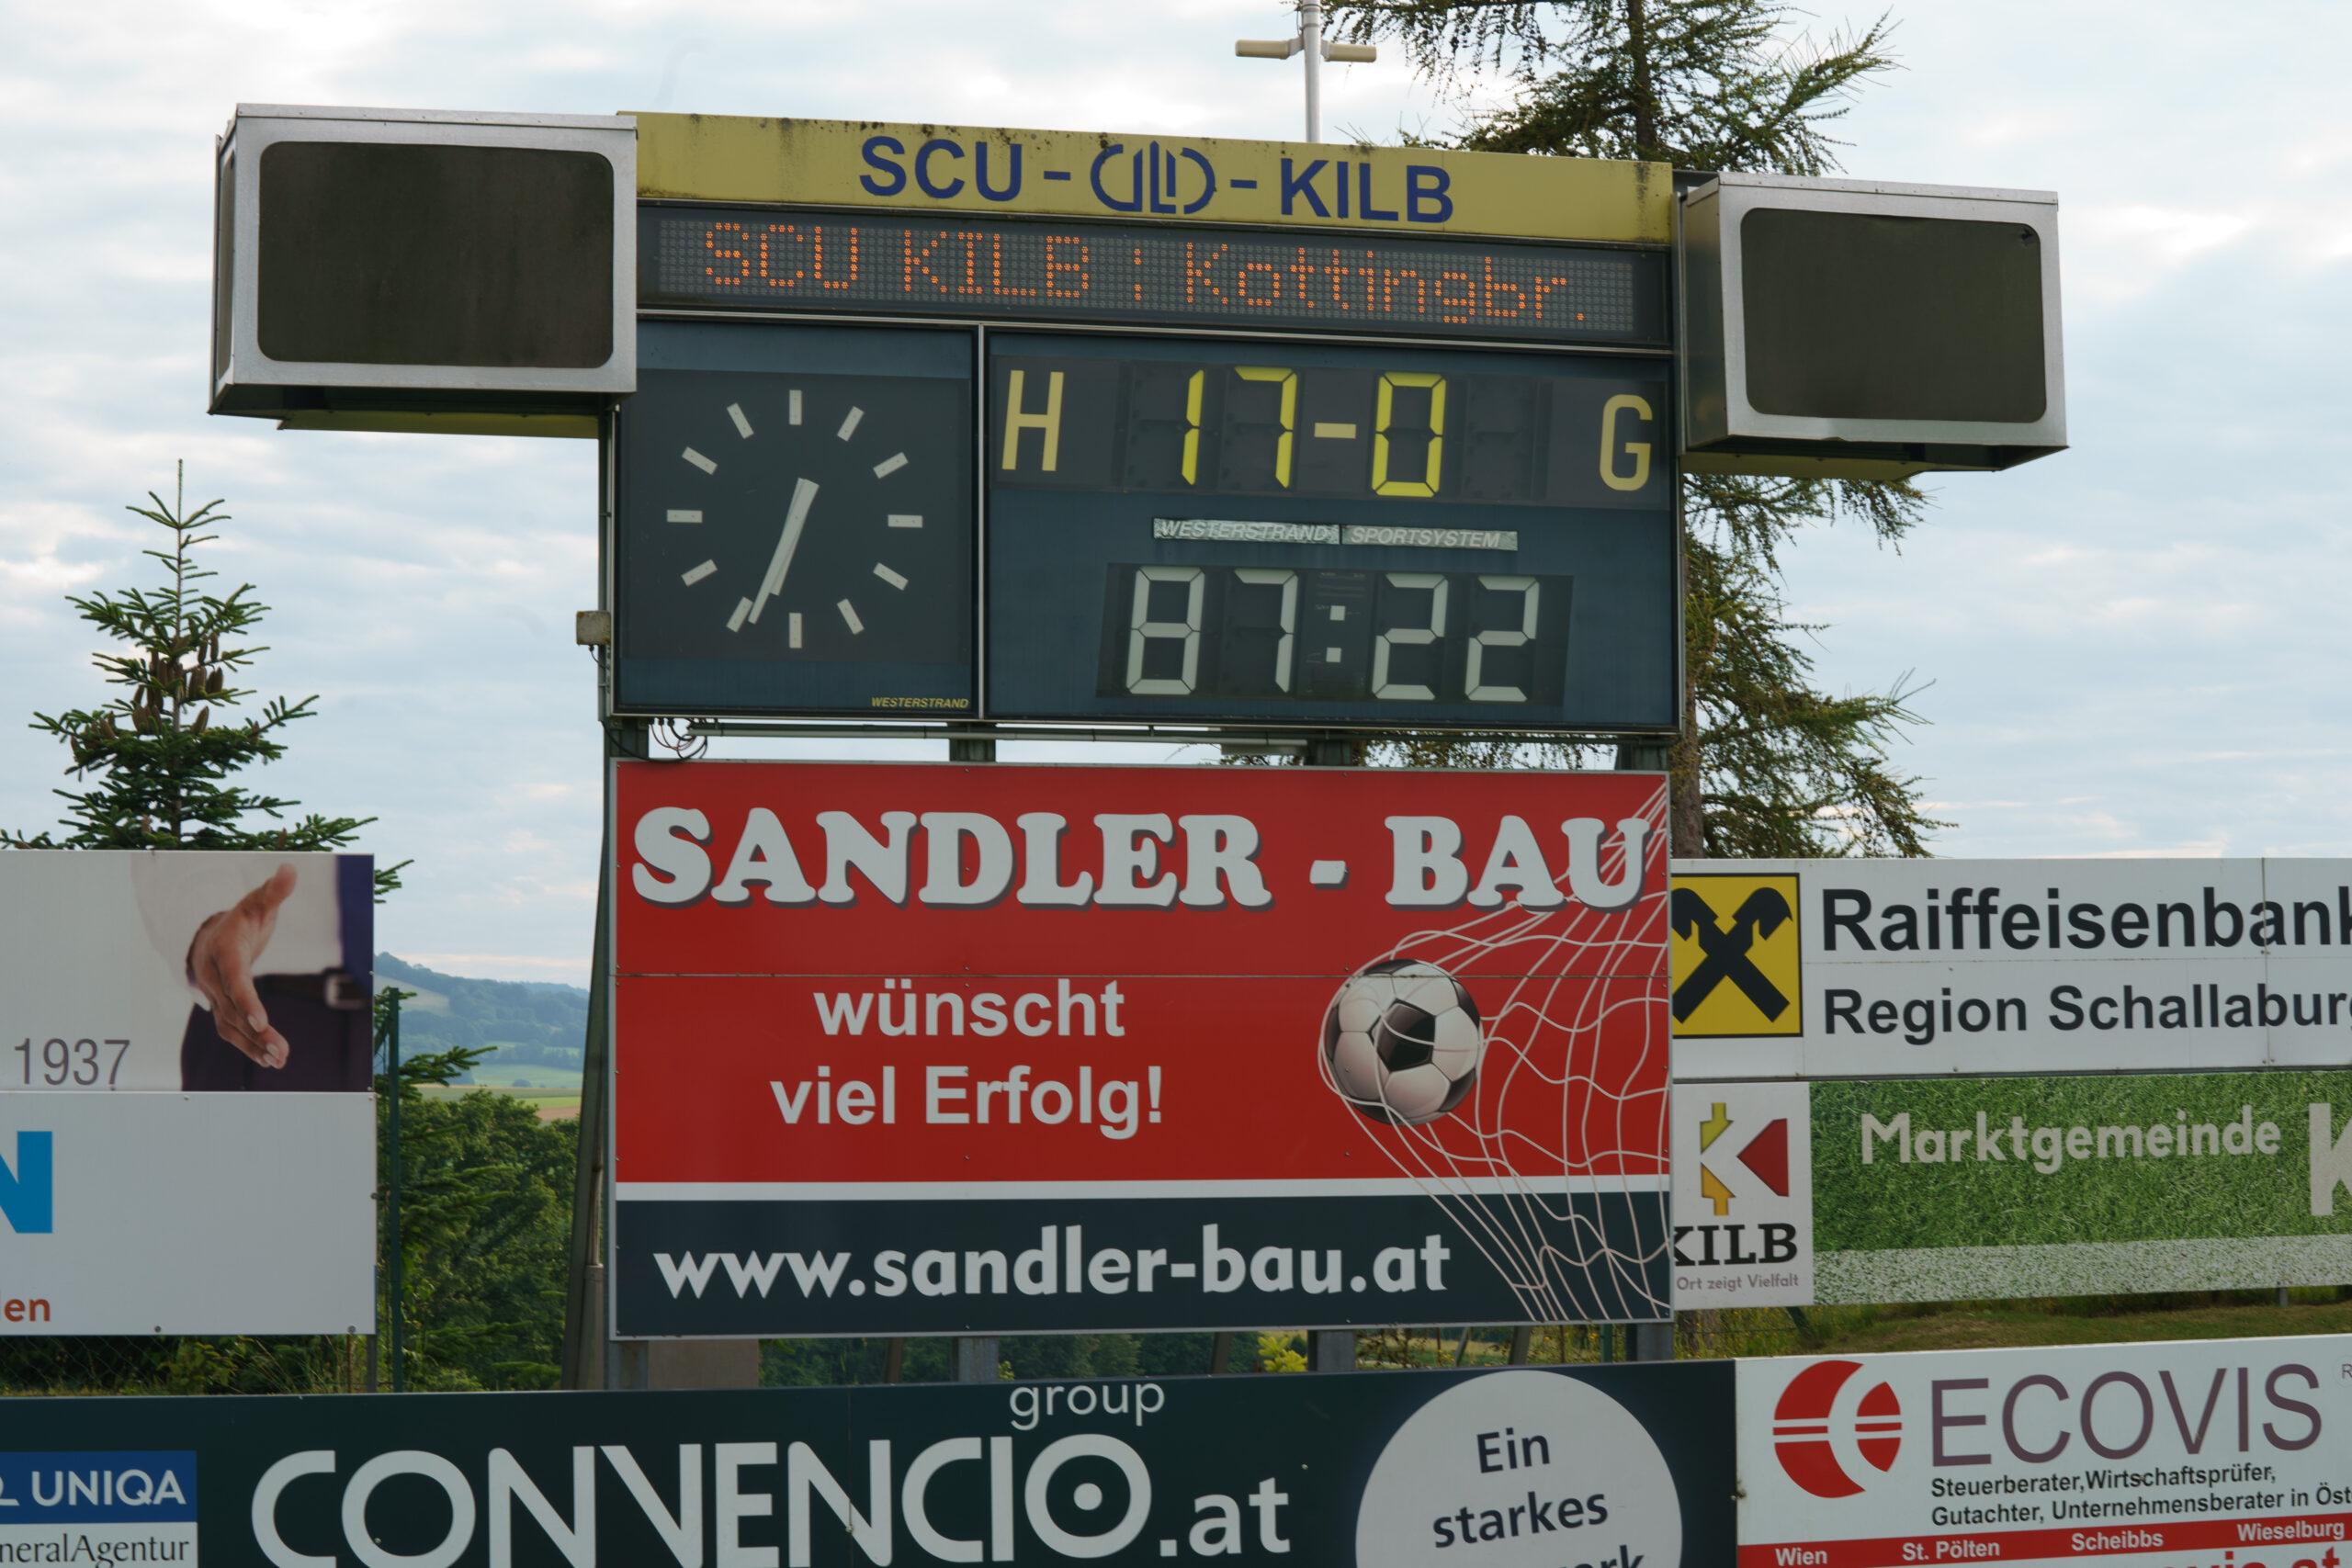 SCU - ULD - KILB
SCU KILB : Kottingbr.
H 17-0 G
WESTERSTRAND SPORTSYSTEM
87:22
WESTERSTRAND
SANDLER - BAU
wünscht
viel Erfolg!
www.sandler-bau.at
1937
N
en
Raiffeisenbank
Region Schallaburg
Marktgemeinde K
KILB
Ort zeigt Vielfalt
group
CONVENCIO.at
UNIQA
neralAgentur
Ein
starkes
ECOVIS
Steuerberater,Wirtschaftsprüfer,
Gutachter, Unternehmensberater in Öst
Wien St. Pölten Scheibbs Wieselburg